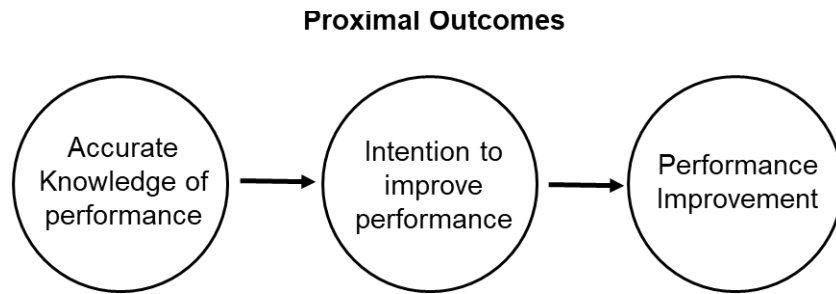 Proximal Outcomes
Accurate
Knowledge of
performance
Intention to
improve
performance
Performance
Improvement